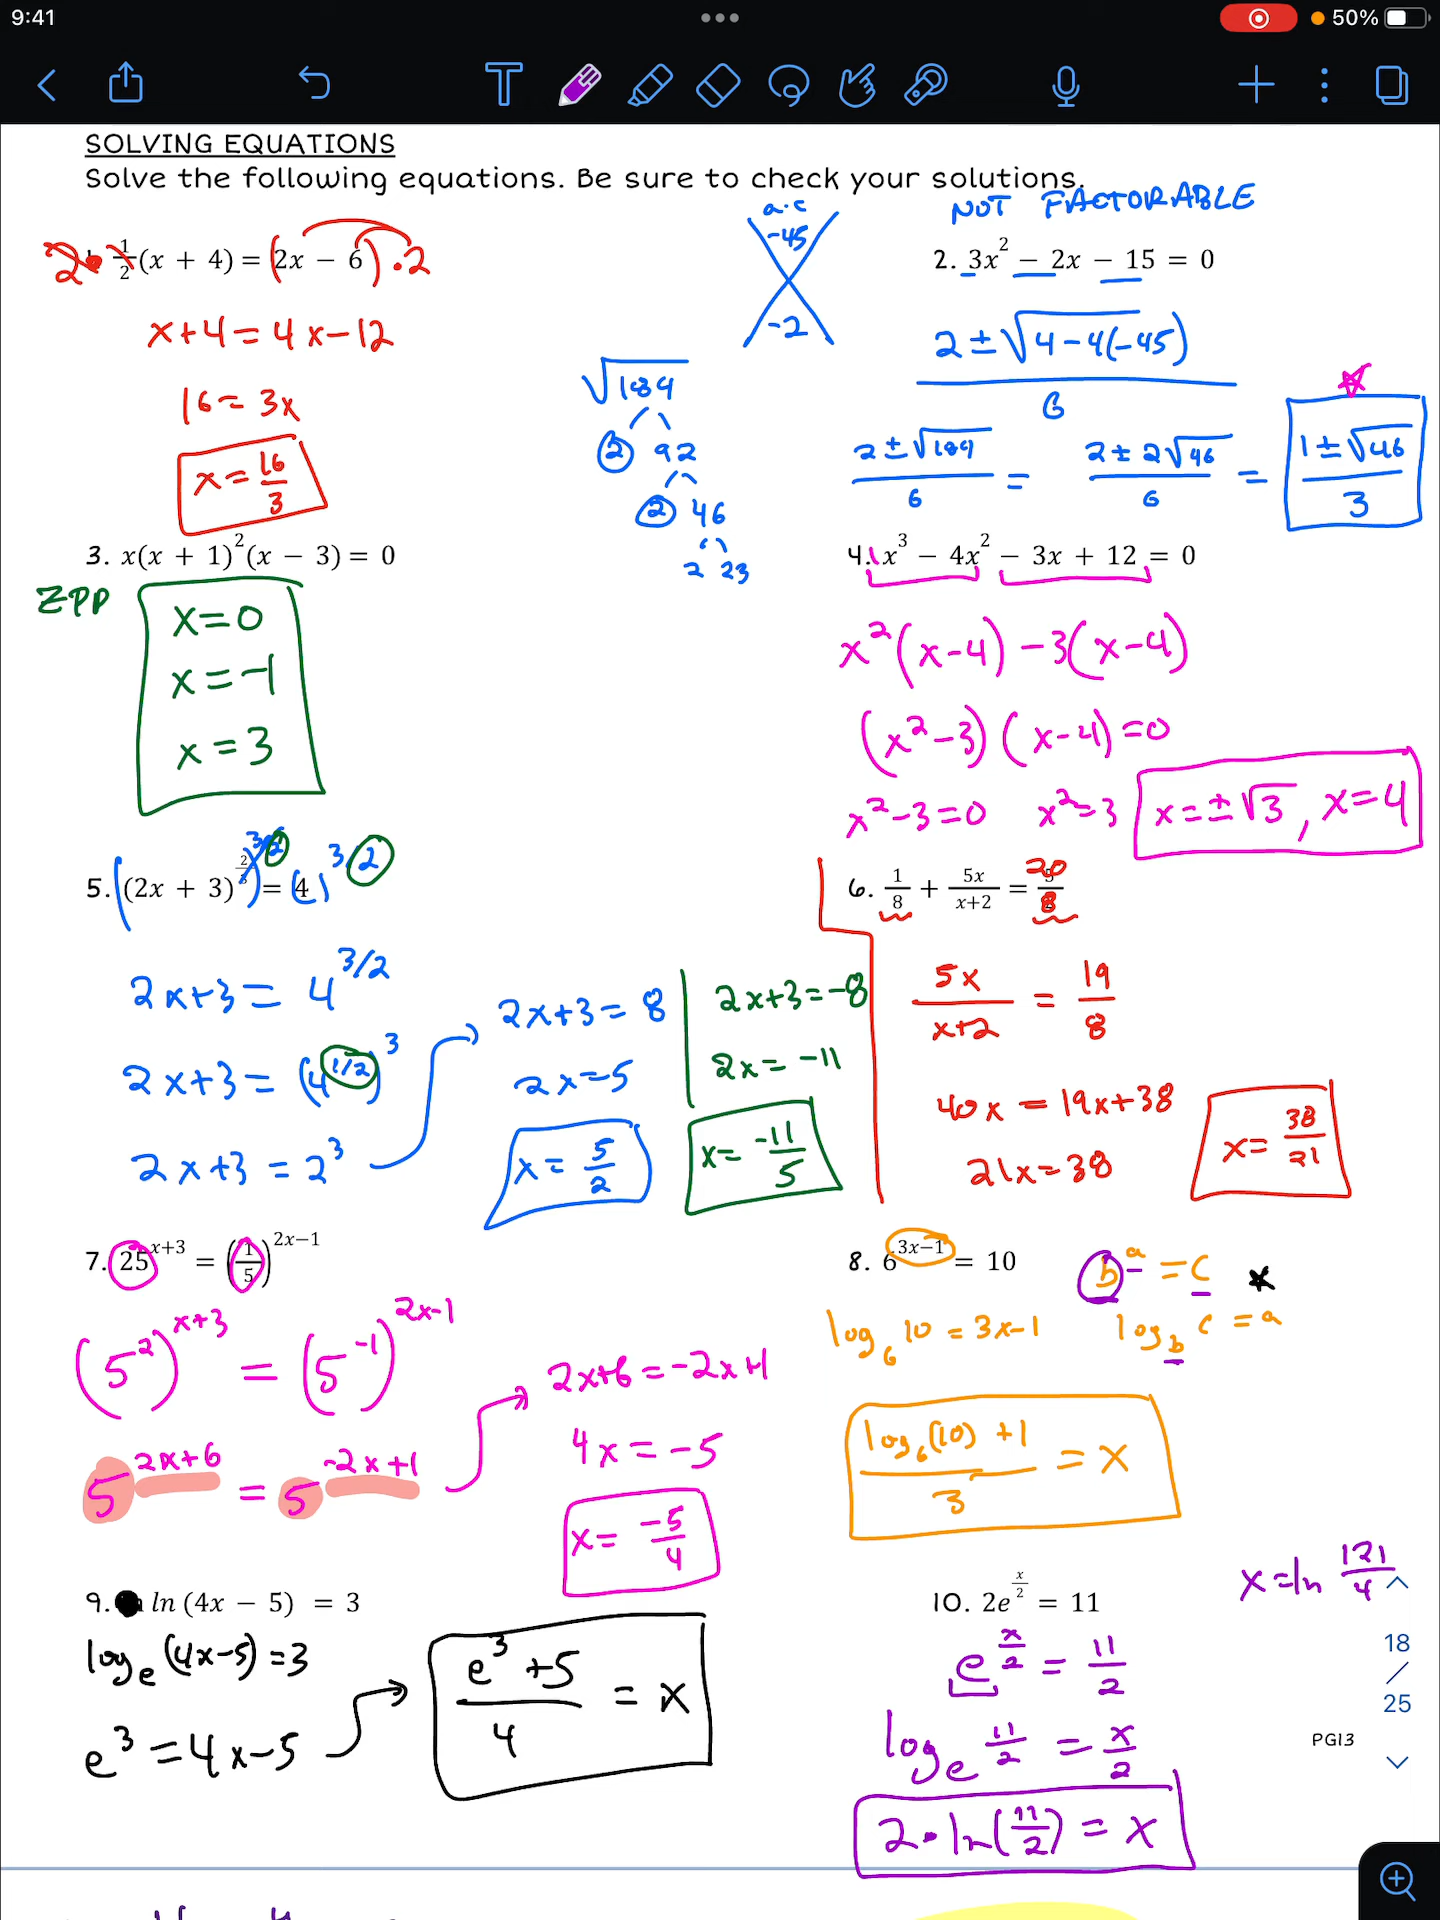 9:41
50%
SOLVING EQUATIONS
Solve the following equations. Be sure to check your solutions.
2 • 1/2 (x + 4) = (2x − 6) · 2
x+4 = 4x−12
16 = 3x
x = 16/3
a·c
-45
-2
√184
2 92
2 46
2 23
NOT FACTORABLE
2. 3x² − 2x − 15 = 0
2 ± √4−4(-45) / 6
2 ± √184 / 6 = 2 ± 2√46 / 6 = 1 ± √46 / 3
3. x(x + 1)²(x − 3) = 0
ZPP
x = 0
x = -1
x = 3
4. 1x³ − 4x² − 3x + 12 = 0
x²(x−4) −3(x−4)
(x²−3)(x−4) = 0
x²−3=0 x²=3 x=±√3, x=4
5. ((2x + 3)^2/3)^3/2 = (4)^3/2
2x+3 = 4^3/2
2x+3 = (4^1/2)^3
2x+3 = 2³
2x+3 = 8
2x = 5
x = 5/2
2x+3 = -8
2x = -11
x = -11/5
6. 1/8 + 5x/(x+2) = 20/8
5x/(x+2) = 19/8
40x = 19x+38
21x = 38
x = 38/21
7. 25^(x+3) = (1/5)^(2x−1)
(5²)^(x+3) = (5^-1)^(2x-1)
5^(2x+6) = 5^(-2x+1)
2x+6 = -2x+1
4x = -5
x = -5/4
8. 6^(3x−1) = 10
log₆ 10 = 3x−1
log₆(10) +1 / 3 = x
b^a = c
log_b c = a
9. ln (4x − 5) = 3
log_e (4x−5) = 3
e³ = 4x−5
e³ + 5 / 4 = x
10. 2e^(x/2) = 11
x = ln 121/4
e^(x/2) = 11/2
log_e 11/2 = x/2
2 • ln(11/2) = x
18
/
25
PG13